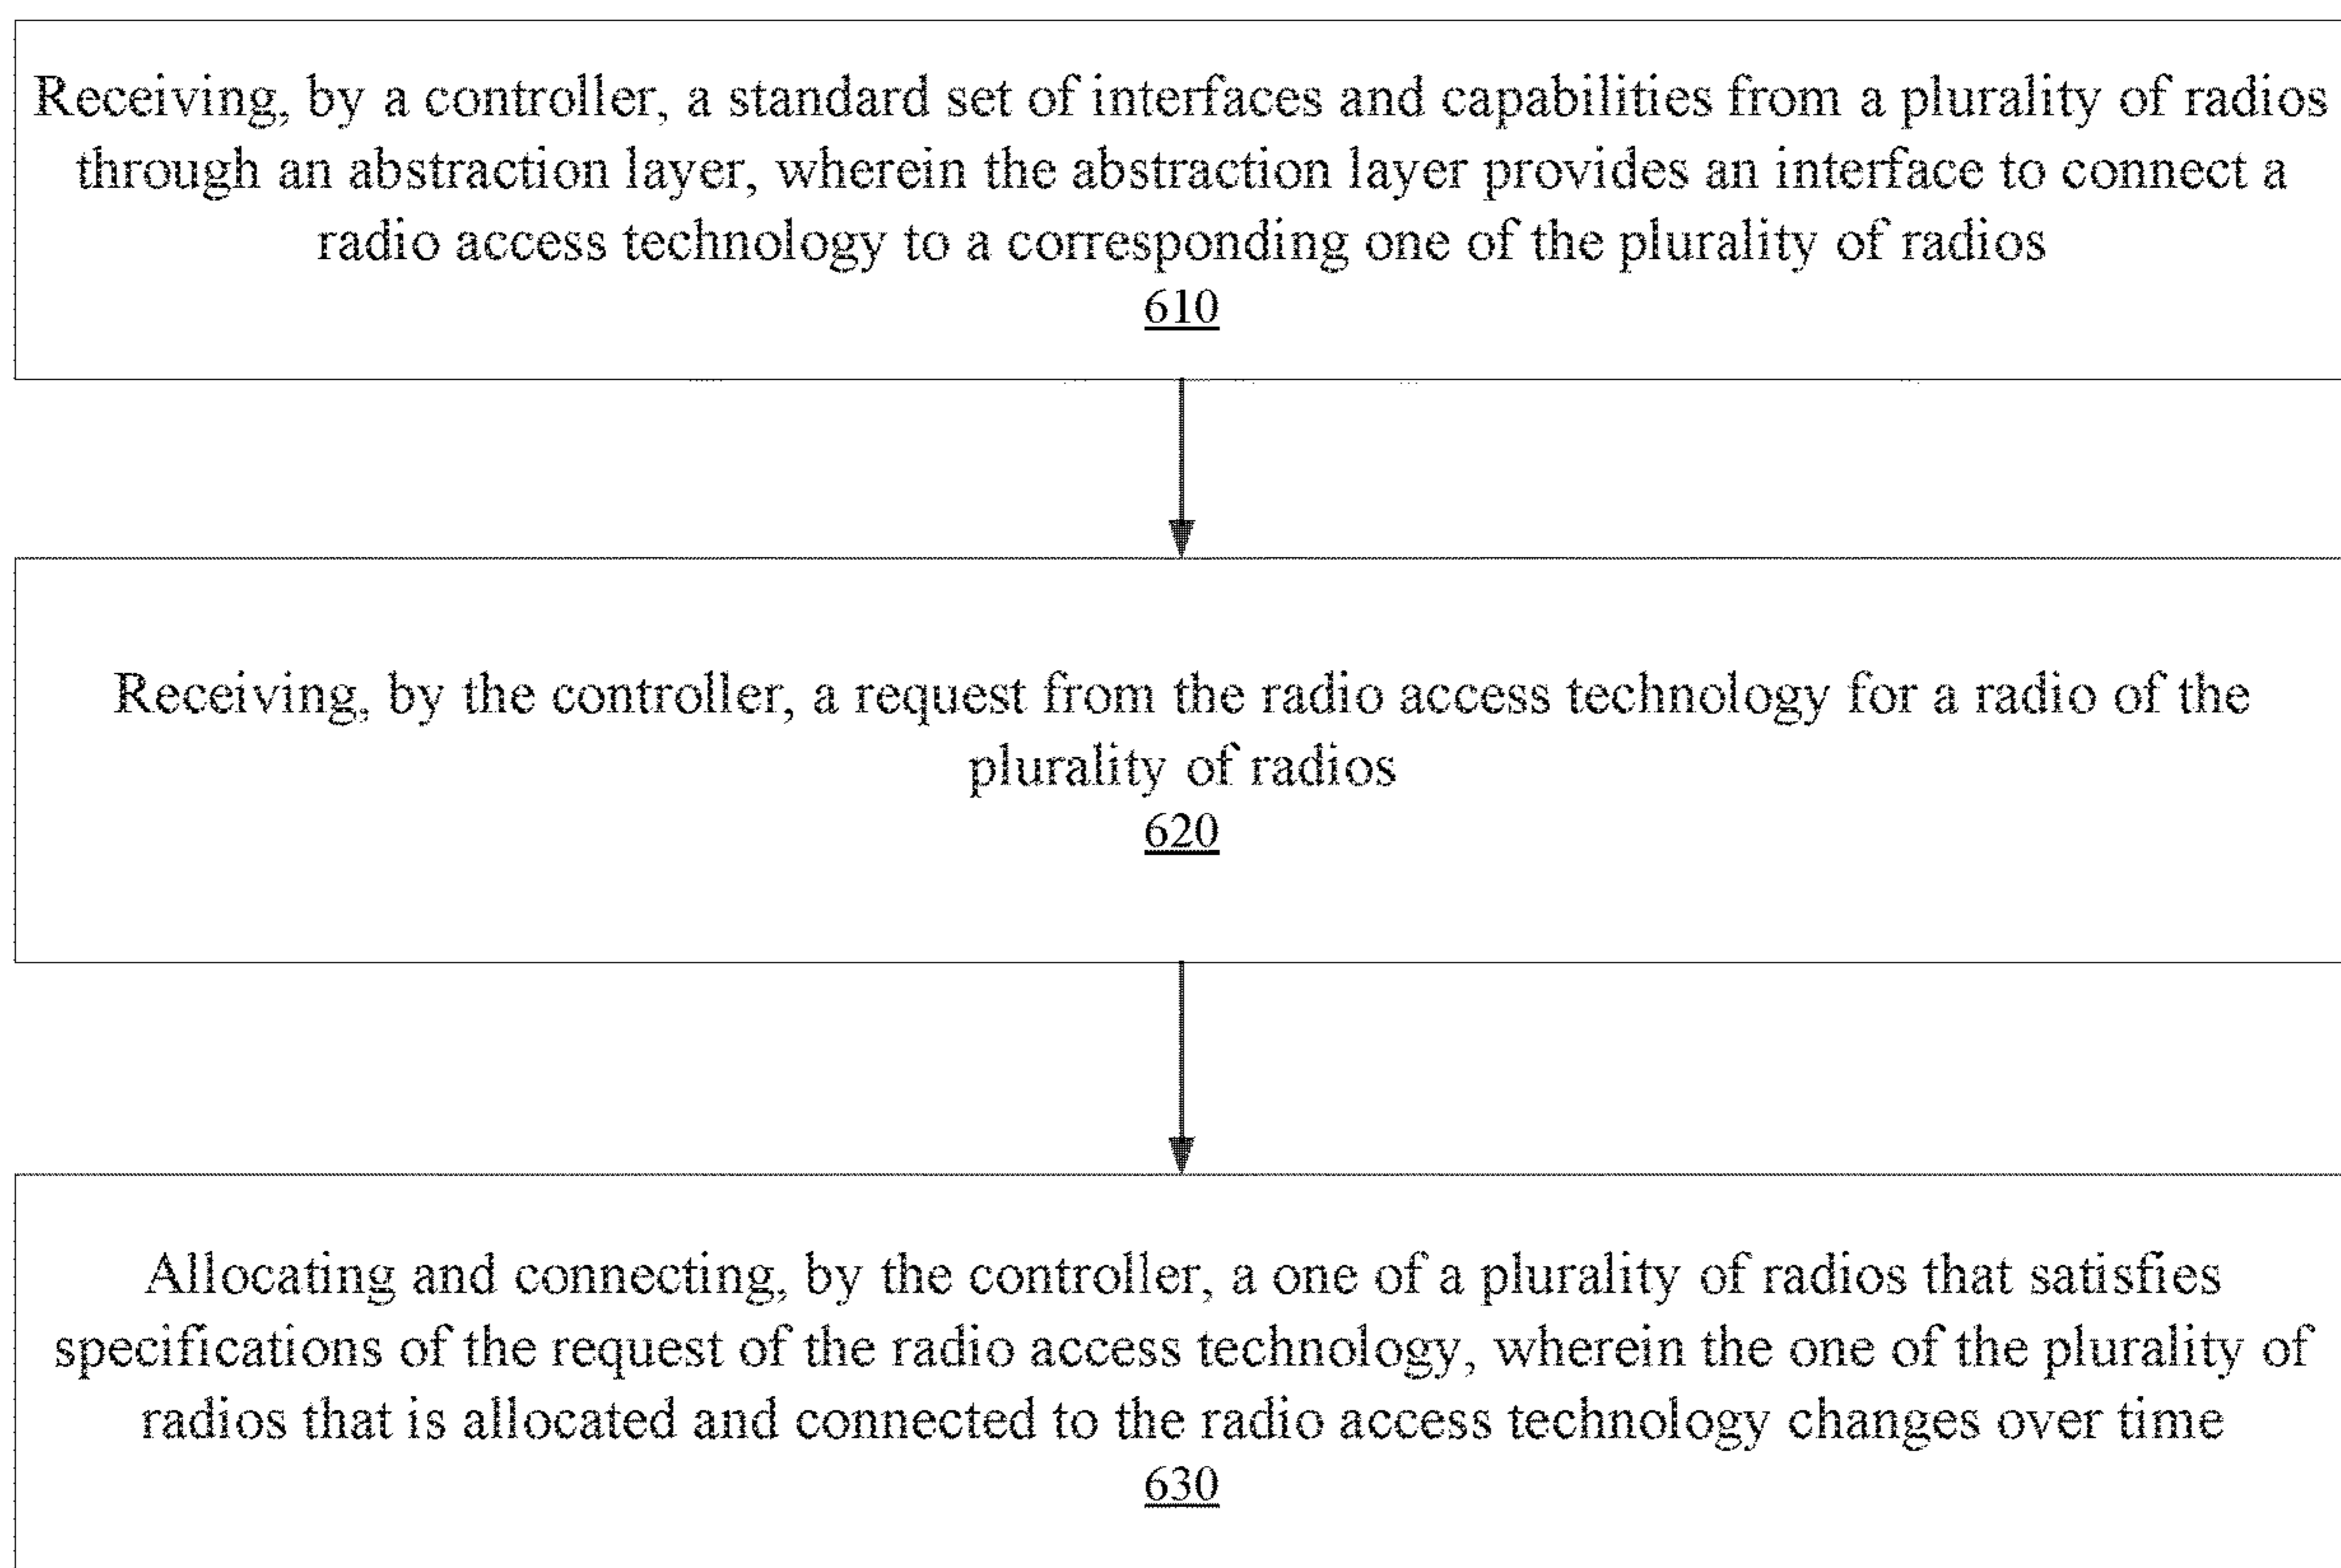 Receiving, by a controller, a standard set of interfaces and capabilities from a plurality of radios
through an abstraction layer, wherein the abstraction layer provides an interface to connect a
radio access technology to a corresponding one of the plurality of radios
610
Receiving, by the controller, a request from the radio access technology for a radio of the
plurality of radios
620
Allocating and connecting, by the controller, a one of a plurality of radios that satisfies
specifications of the request of the radio access technology, wherein the one of the plurality of
radios that is allocated and connected to the radio access technology changes over time
630